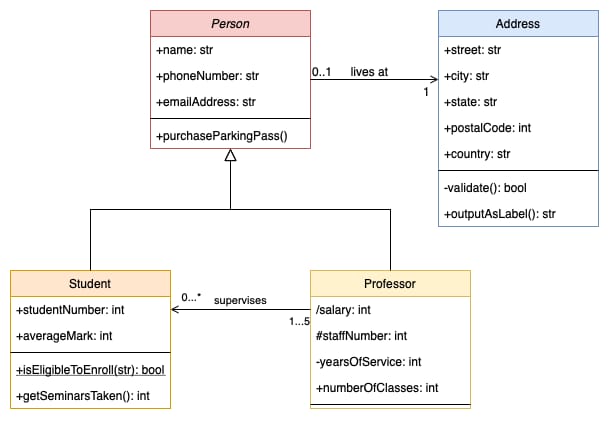 Person
+name: str
+phoneNumber: str
+emailAddress: str
+purchaseParkingPass()
0..1 lives at
1
Address
+street: str
+city: str
+state: str
+postalCode: int
+country: str
-validate(): bool
+outputAsLabel(): str
Student
+studentNumber: int
+averageMark: int
+isEligibleToEnroll(str): bool
+getSeminarsTaken(): int
0...* supervises
1...5
Professor
/salary: int
#staffNumber: int
-yearsOfService: int
+numberOfClasses: int